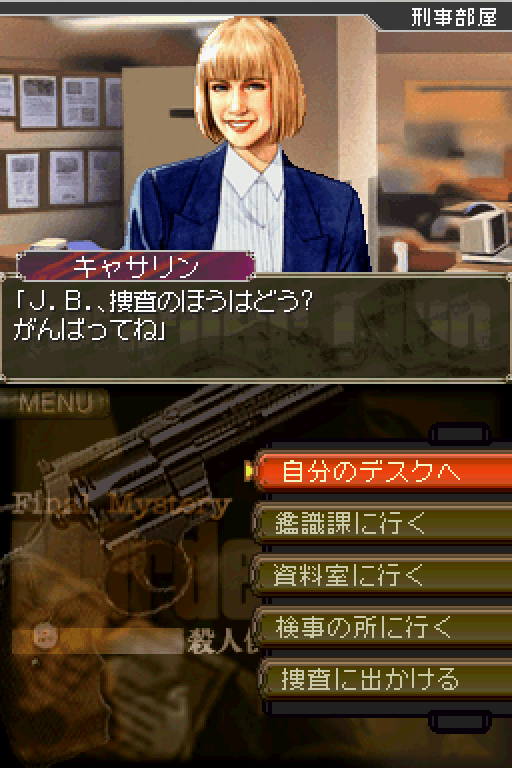 刑事部屋
キャサリン
「J.B.、捜査のほうはどう?
がんばってね」
MENU
自分のデスクへ
Final Mystery
鑑識課に行く
資料室に行く
検事の所に行く
殺人
捜査に出かける